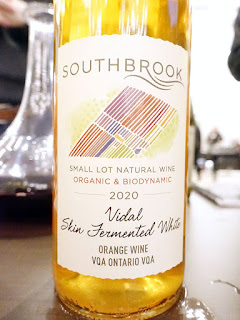 SOUTHBROOK
SMALL LOT NATURAL WINE
ORGANIC & BIODYNAMIC
2020
Vidal
Skin Fermented White
ORANGE WINE
VQA ONTARIO VQA